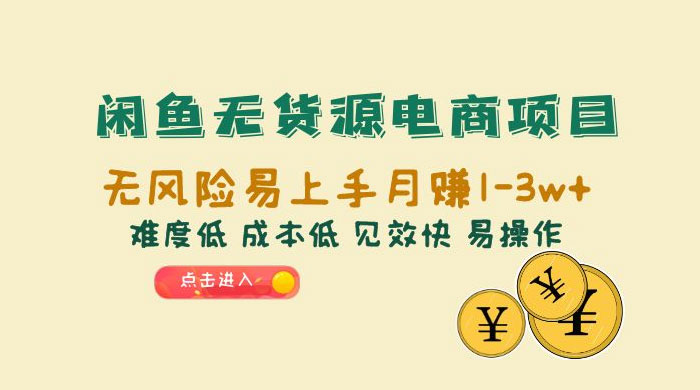 闲鱼无货源电商项目
无风险易上手月赚1-3w+
难度低 成本低 见效快 易操作
点击进入
¥ ¥ ¥